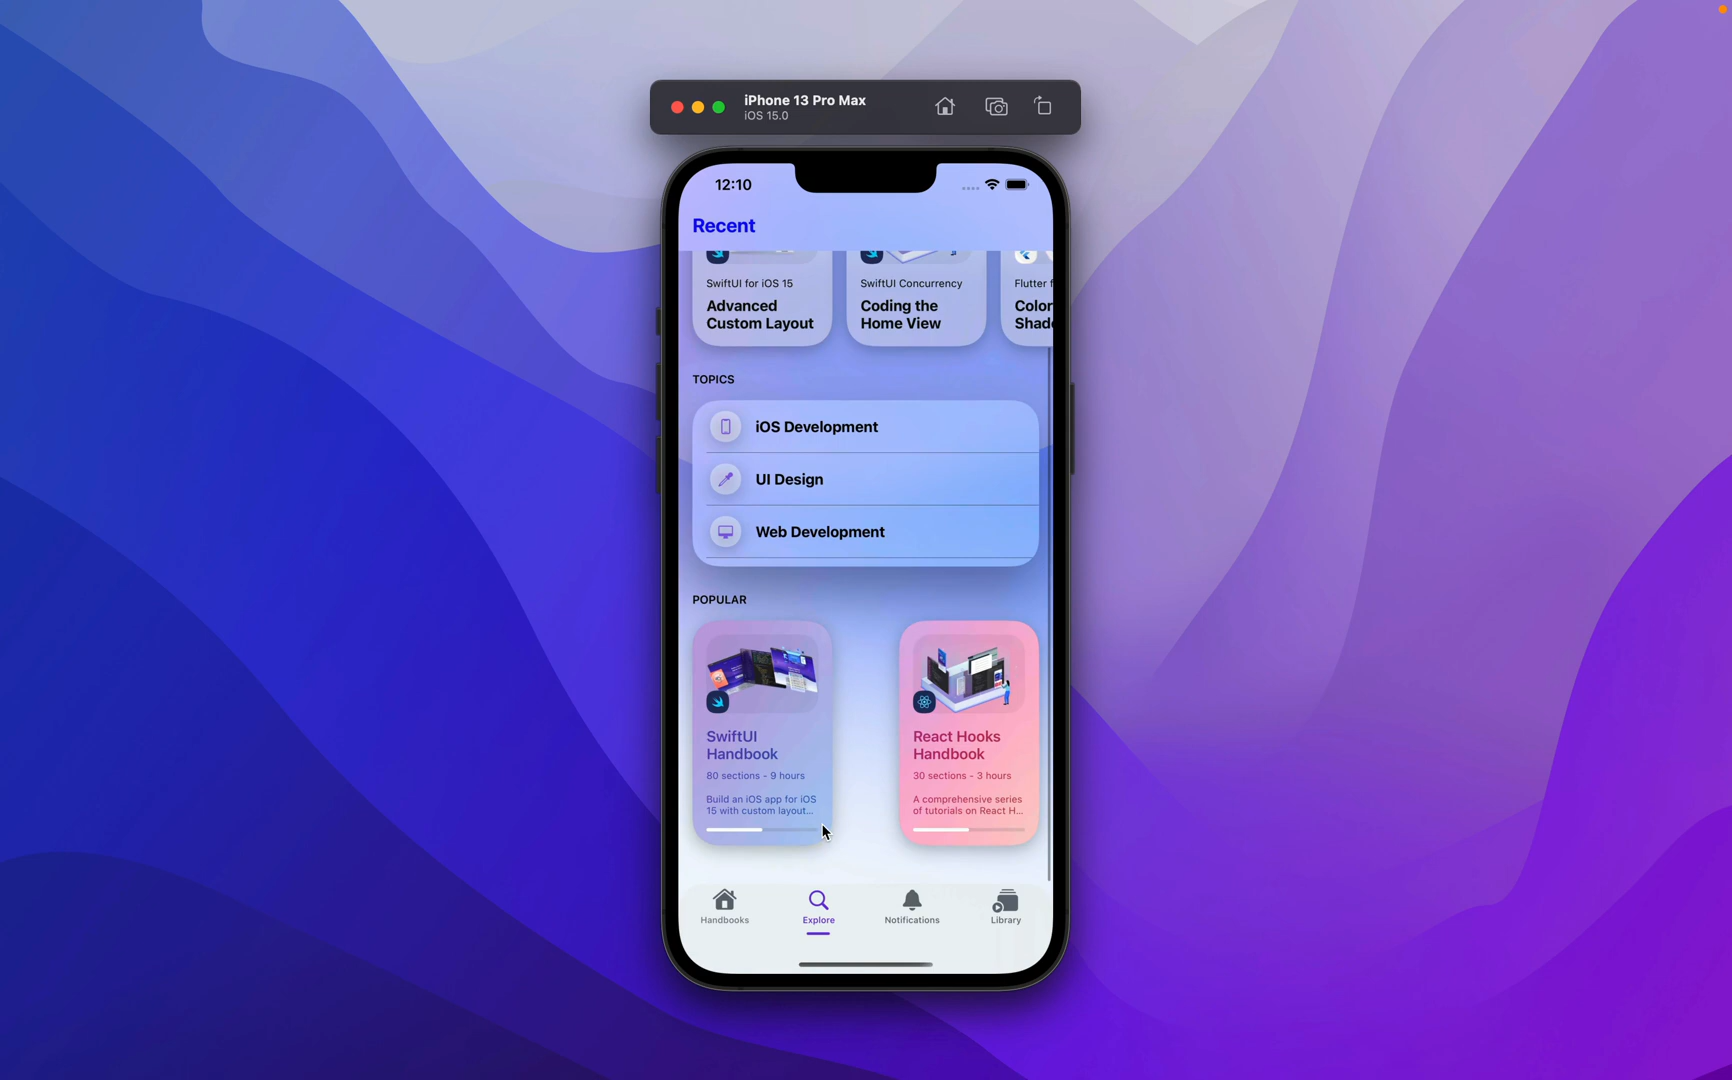 iPhone 13 Pro Max
iOS 15.0
12:10
Recent
SwiftUI for iOS 15
Advanced
Custom Layout
SwiftUI Concurrency
Coding the
Home View
Flutter f
Color
Shad
TOPICS
iOS Development
UI Design
Web Development
POPULAR
SwiftUI
Handbook
80 sections - 9 hours
Build an iOS app for iOS
15 with custom layout...
React Hooks
Handbook
30 sections - 3 hours
A comprehensive series
of tutorials on React H...
Handbooks
Explore
Notifications
Library